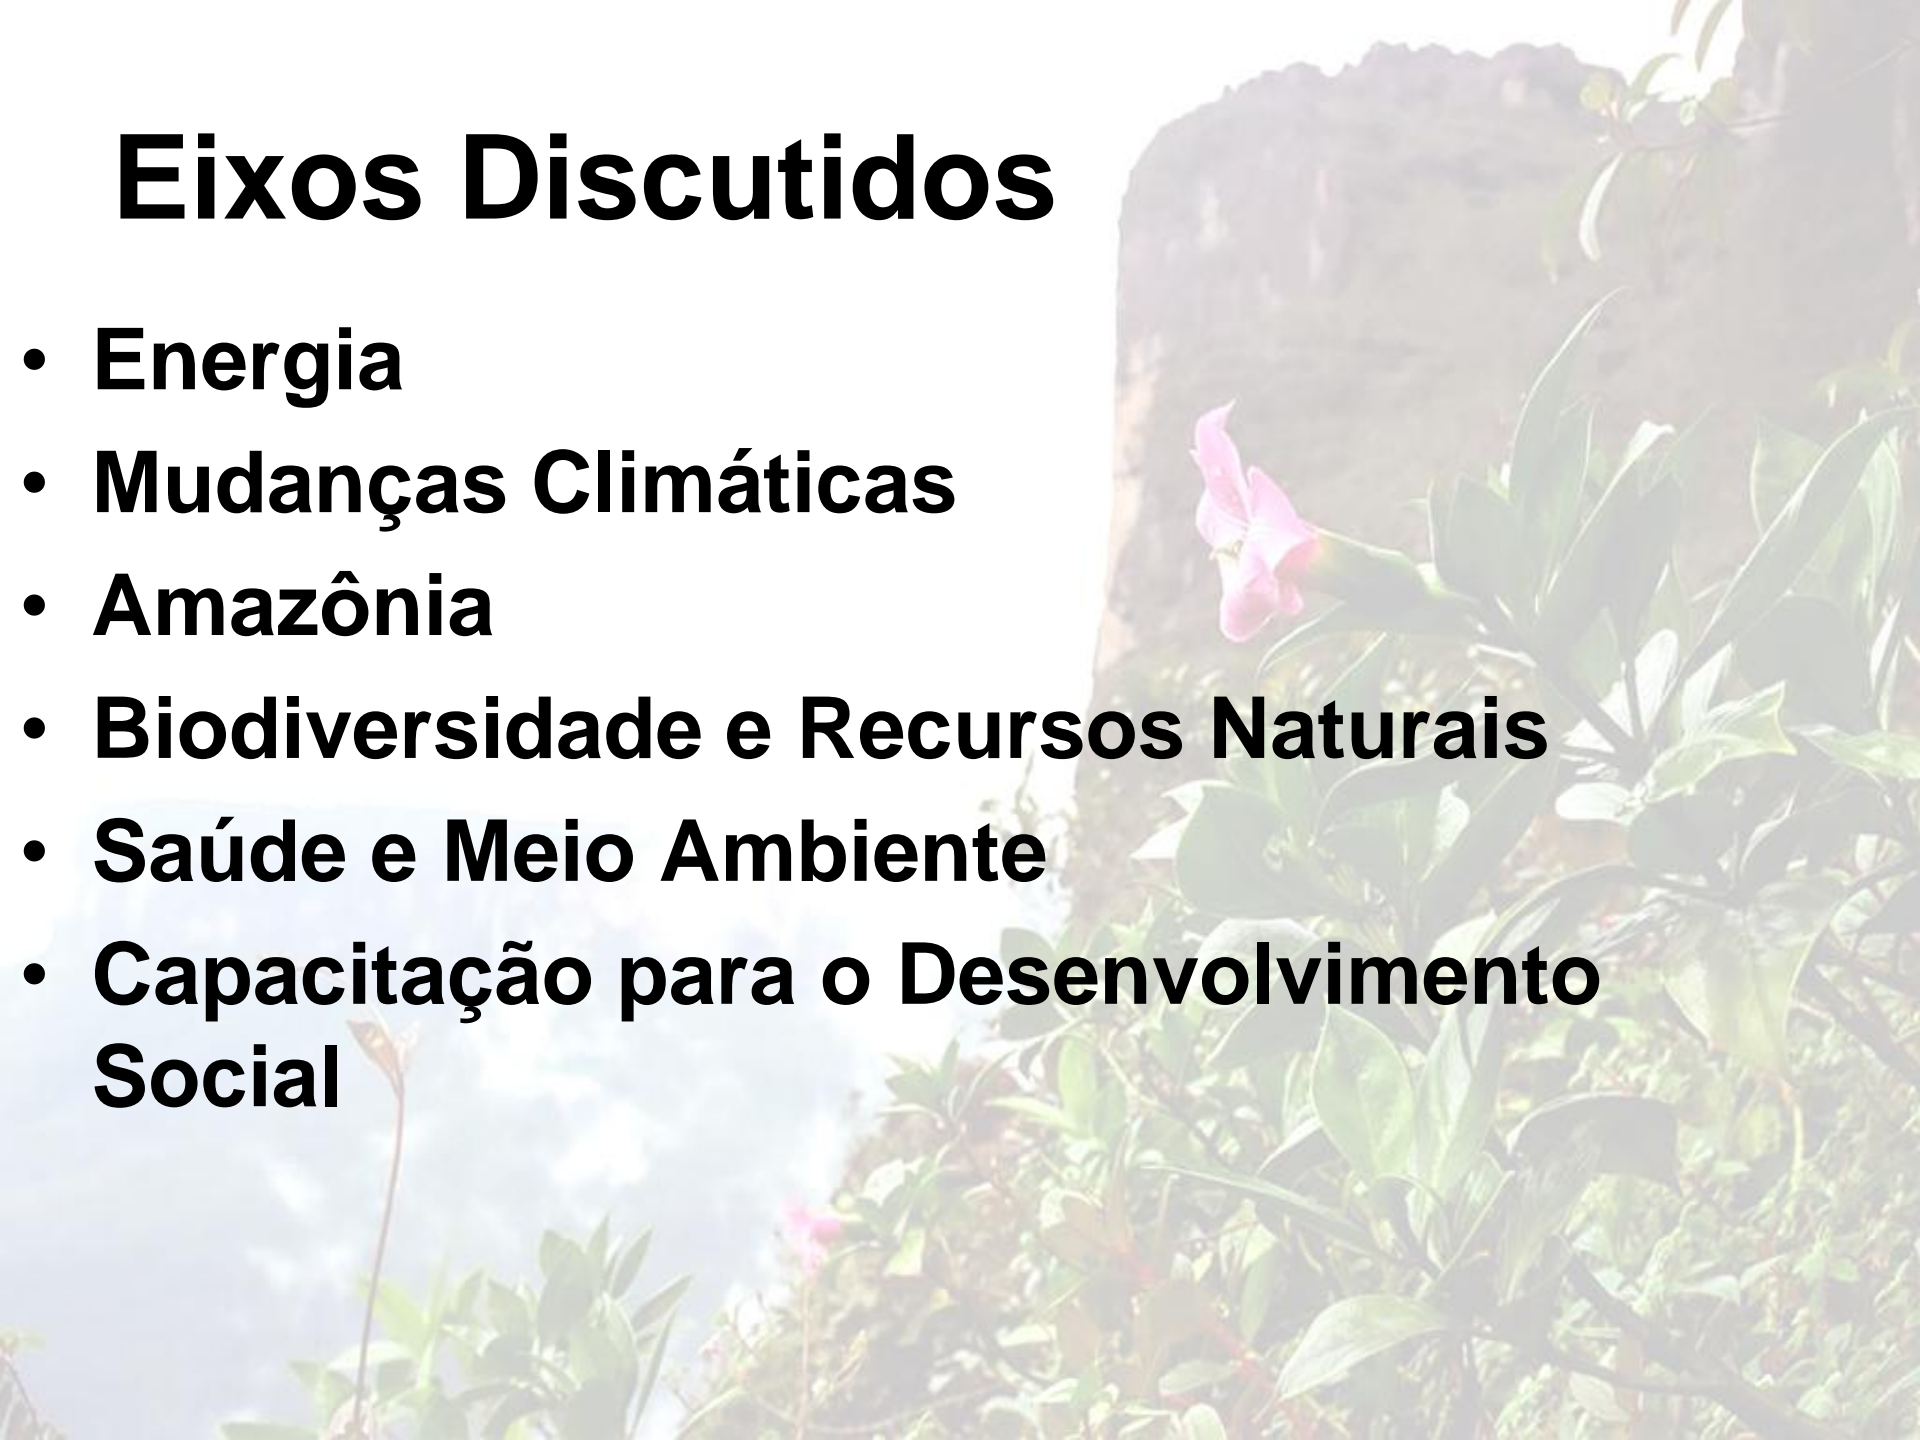 Eixos Discutidos
• Energia
• Mudanças Climáticas
• Amazônia
• Biodiversidade e Recursos Naturais
• Saúde e Meio Ambiente
• Capacitação para o Desenvolvimento
Social